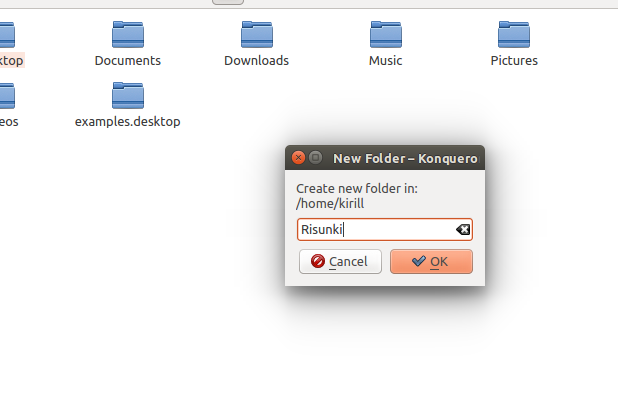 ktop
Documents
Downloads
Music
Pictures
eos
examples.desktop
New Folder – Konquero
Create new folder in:
/home/kirill
Risunki
Cancel
OK